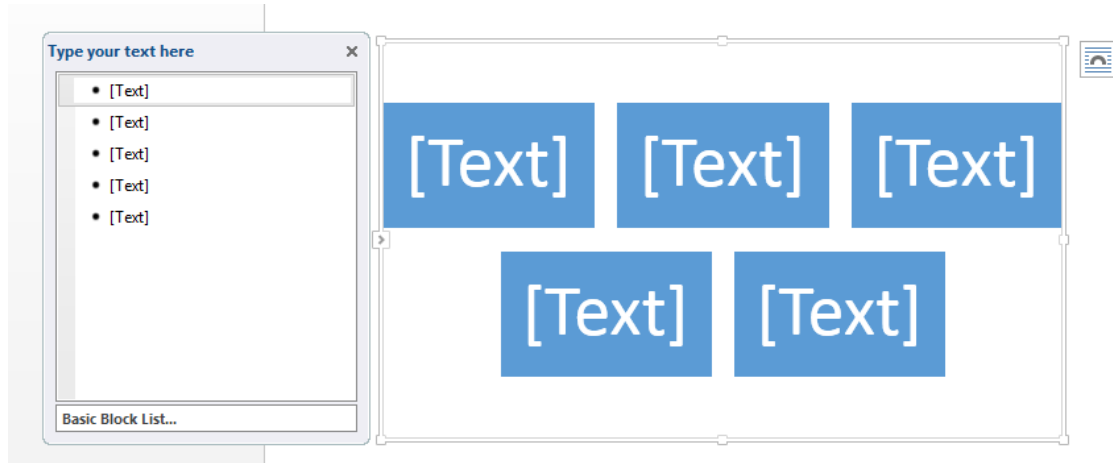 Type your text here
[Text]
[Text]
[Text]
[Text]
[Text]
Basic Block List...
[Text] [Text] [Text]
[Text] [Text]